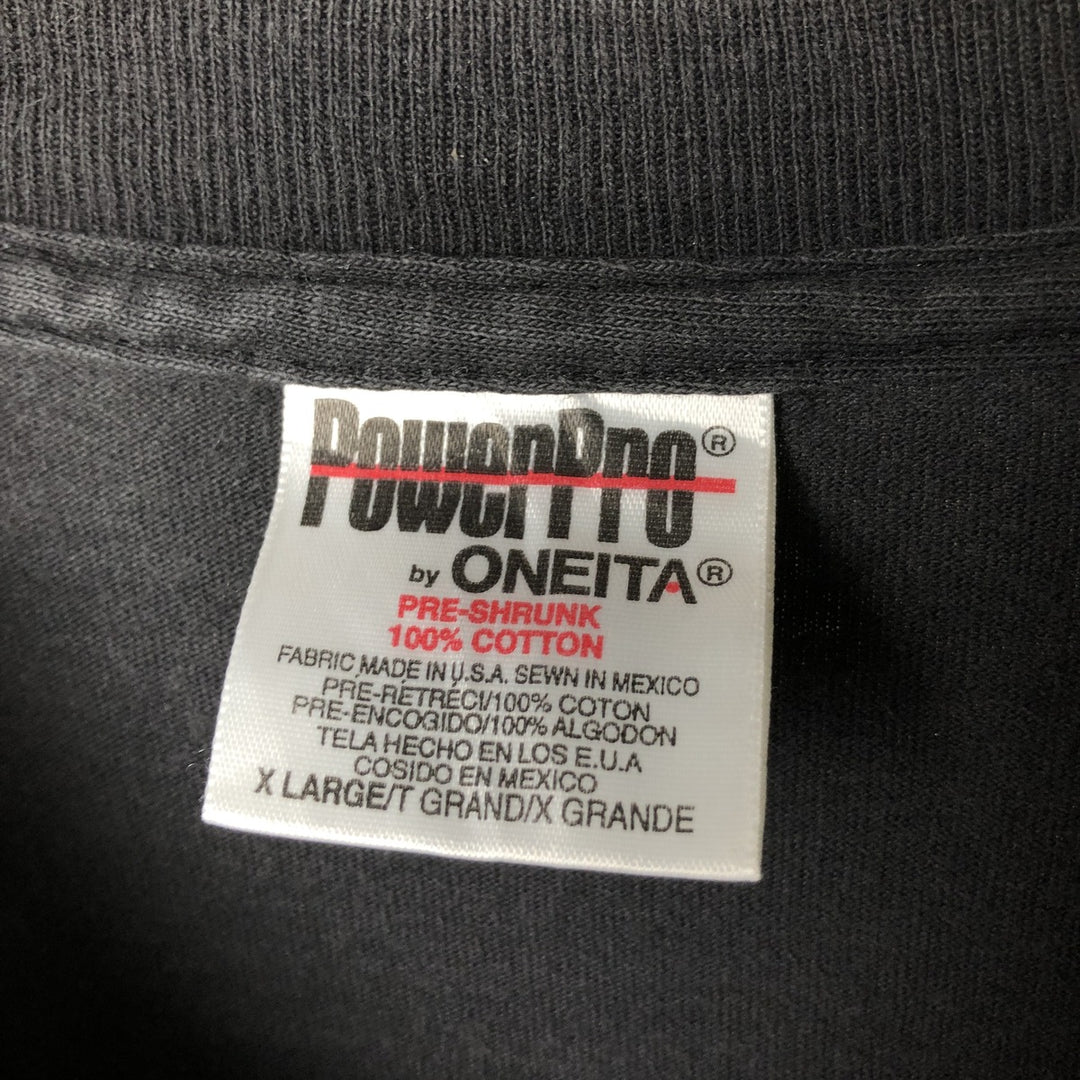 PowerPro®
by ONEITA®
PRE-SHRUNK
100% COTTON
FABRIC MADE IN U.S.A. SEWN IN MEXICO
PRE-RETRECI/100% COTON
PRE-ENCOGIDO/100% ALGODON
TELA HECHO EN LOS E.U.A
COSIDO EN MEXICO
X LARGE/T GRAND/X GRANDE